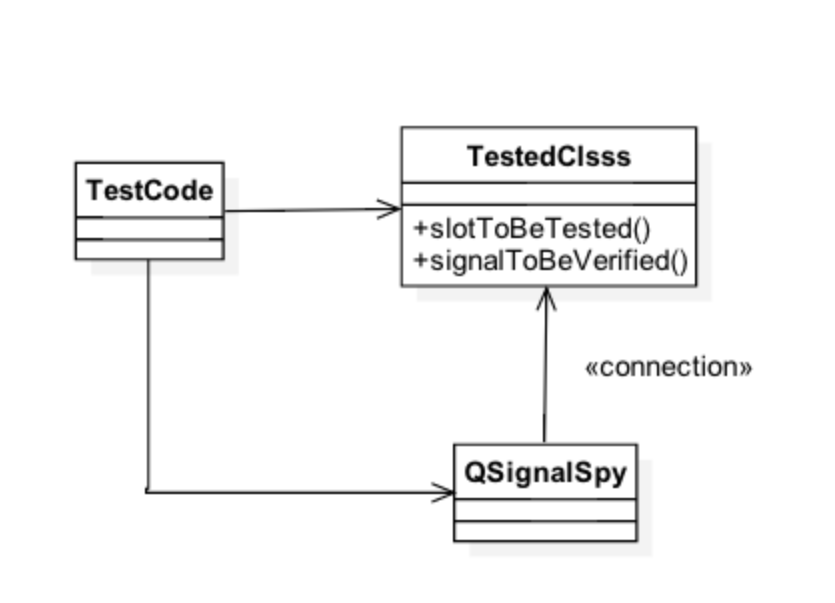 TestCode
TestedClsss
+slotToBeTested()
+signalToBeVerified()
«connection»
QSignalSpy